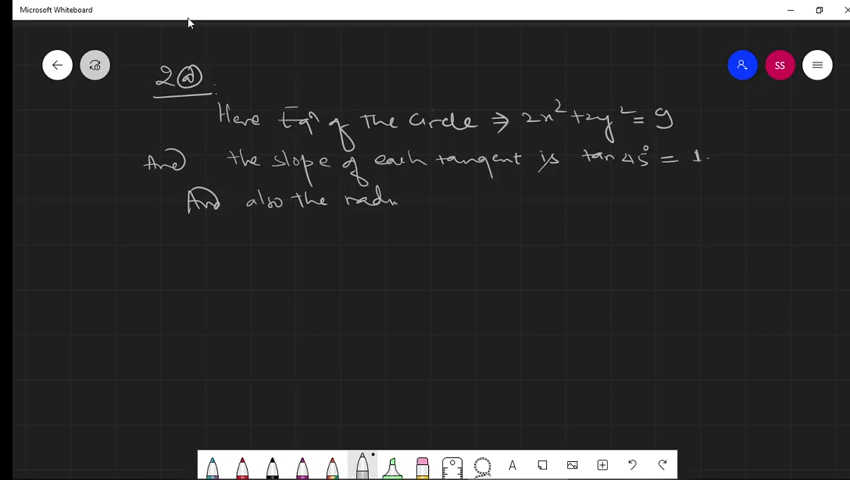 Microsoft Whiteboard
SS
2 a
Here Eqn of the circle ⇒ 2x² + 2y² = 9
And the slope of each tangent is tan 45° = 1.
And also the radiu
A